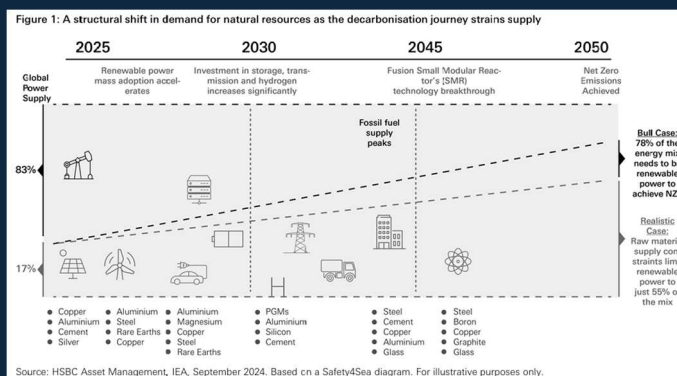 Figure 1: A structural shift in demand for natural resources as the decarbonisation journey strains supply
2025
2030
2045
2050
Global
Power
Supply
Renewable power
mass adoption accel-
erates
Investment in storage, trans-
mission and hydrogen
increases significantly
Fusion Small Modular Reac-
tor's (SMR)
technology breakthrough
Net Zero
Emissions
Achieved
Fossil fuel
supply
peaks
83%
17%
H
Bull Case:
78% of the
energy mix
needs to be
renewable
power to
achieve NZ
Realistic
Case:
Raw materi
supply con
straints lim
renewable
power to
just 55% o
the mix
• Copper
• Aluminium
• Cement
• Silver
• Aluminium
• Steel
• Rare Earths
• Copper
• Aluminium
• Magnesium
• Copper
• Steel
• Rare Earths
• PGMs
• Aluminium
• Silicon
• Cement
• Steel
• Cement
• Copper
• Aluminium
• Glass
• Steel
• Boron
• Copper
• Graphite
• Glass
Source: HSBC Asset Management, IEA, September 2024. Based on a Safety4Sea diagram. For illustrative purposes only.